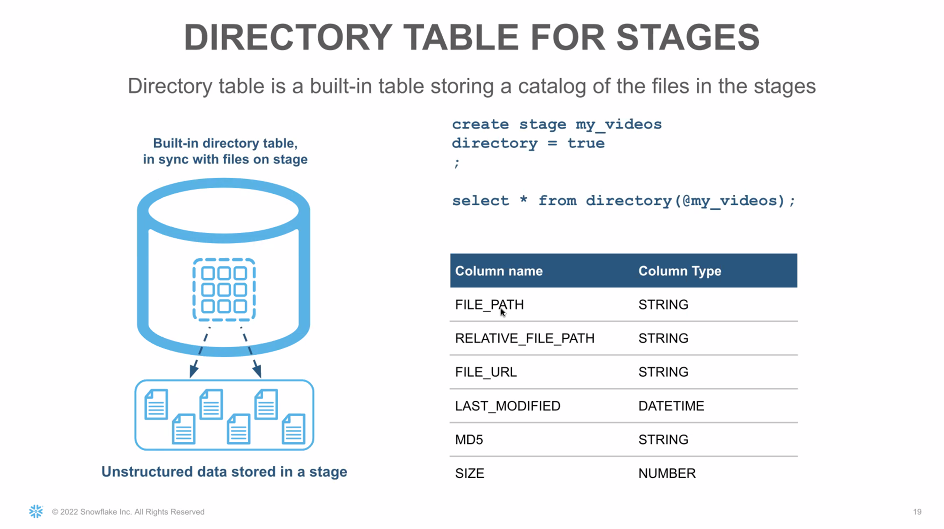 DIRECTORY TABLE FOR STAGES
Directory table is a built-in table storing a catalog of the files in the stages
Built-in directory table,
in sync with files on stage
Unstructured data stored in a stage
create stage my_videos
directory = true
;
select * from directory(@my_videos);
Column name Column Type
FILE_PATH STRING
RELATIVE_FILE_PATH STRING
FILE_URL STRING
LAST_MODIFIED DATETIME
MD5 STRING
SIZE NUMBER
© 2022 Snowflake Inc. All Rights Reserved
19